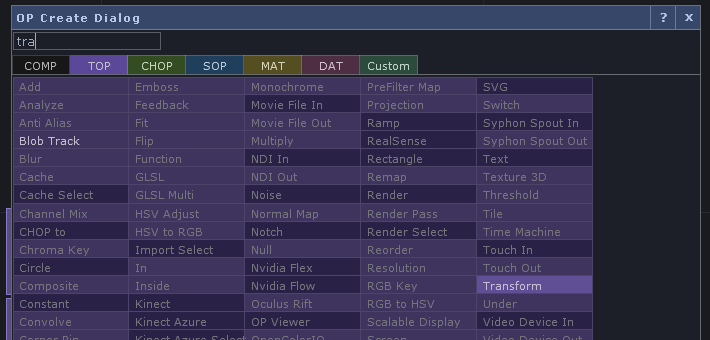 OP Create Dialog ? x
tra
COMP TOP CHOP SOP MAT DAT Custom
Add Emboss Monochrome PreFilter Map SVG
Analyze Feedback Movie File In Projection Switch
Anti Alias Fit Movie File Out Ramp Syphon Spout In
Blob Track Flip Multiply RealSense Syphon Spout Out
Blur Function NDI In Rectangle Text
Cache GLSL NDI Out Remap Texture 3D
Cache Select GLSL Multi Noise Render Threshold
Channel Mix HSV Adjust Normal Map Render Pass Tile
CHOP to HSV to RGB Notch Render Select Time Machine
Chroma Key Import Select Null Reorder Touch In
Circle In Nvidia Flex Resolution Touch Out
Composite Inside Nvidia Flow RGB Key Transform
Constant Kinect Oculus Rift RGB to HSV Under
Convolve Kinect Azure OP Viewer Scalable Display Video Device In
Corner Pin Kinect Azure Select OpenColorIO Screen Video Device Out